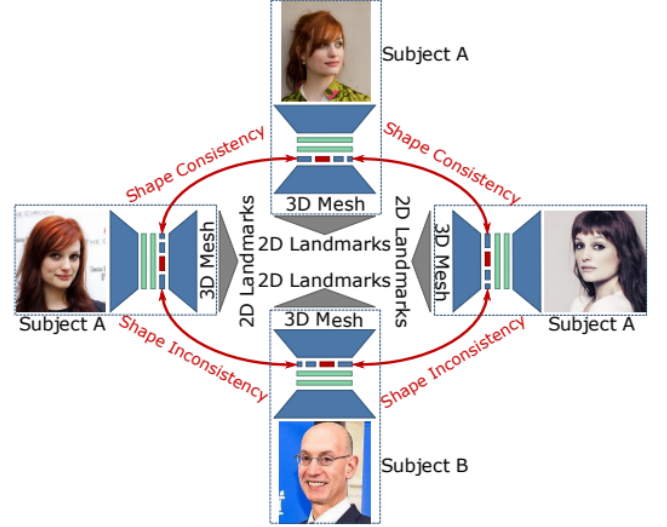 Subject A
Shape Consistency
Shape Consistency
3D Mesh
2D Landmarks
3D Mesh
2D Landmarks
2D Landmarks
3D Mesh
2D Landmarks
3D Mesh
Subject A
Subject A
Shape Inconsistency
Shape Inconsistency
Subject B